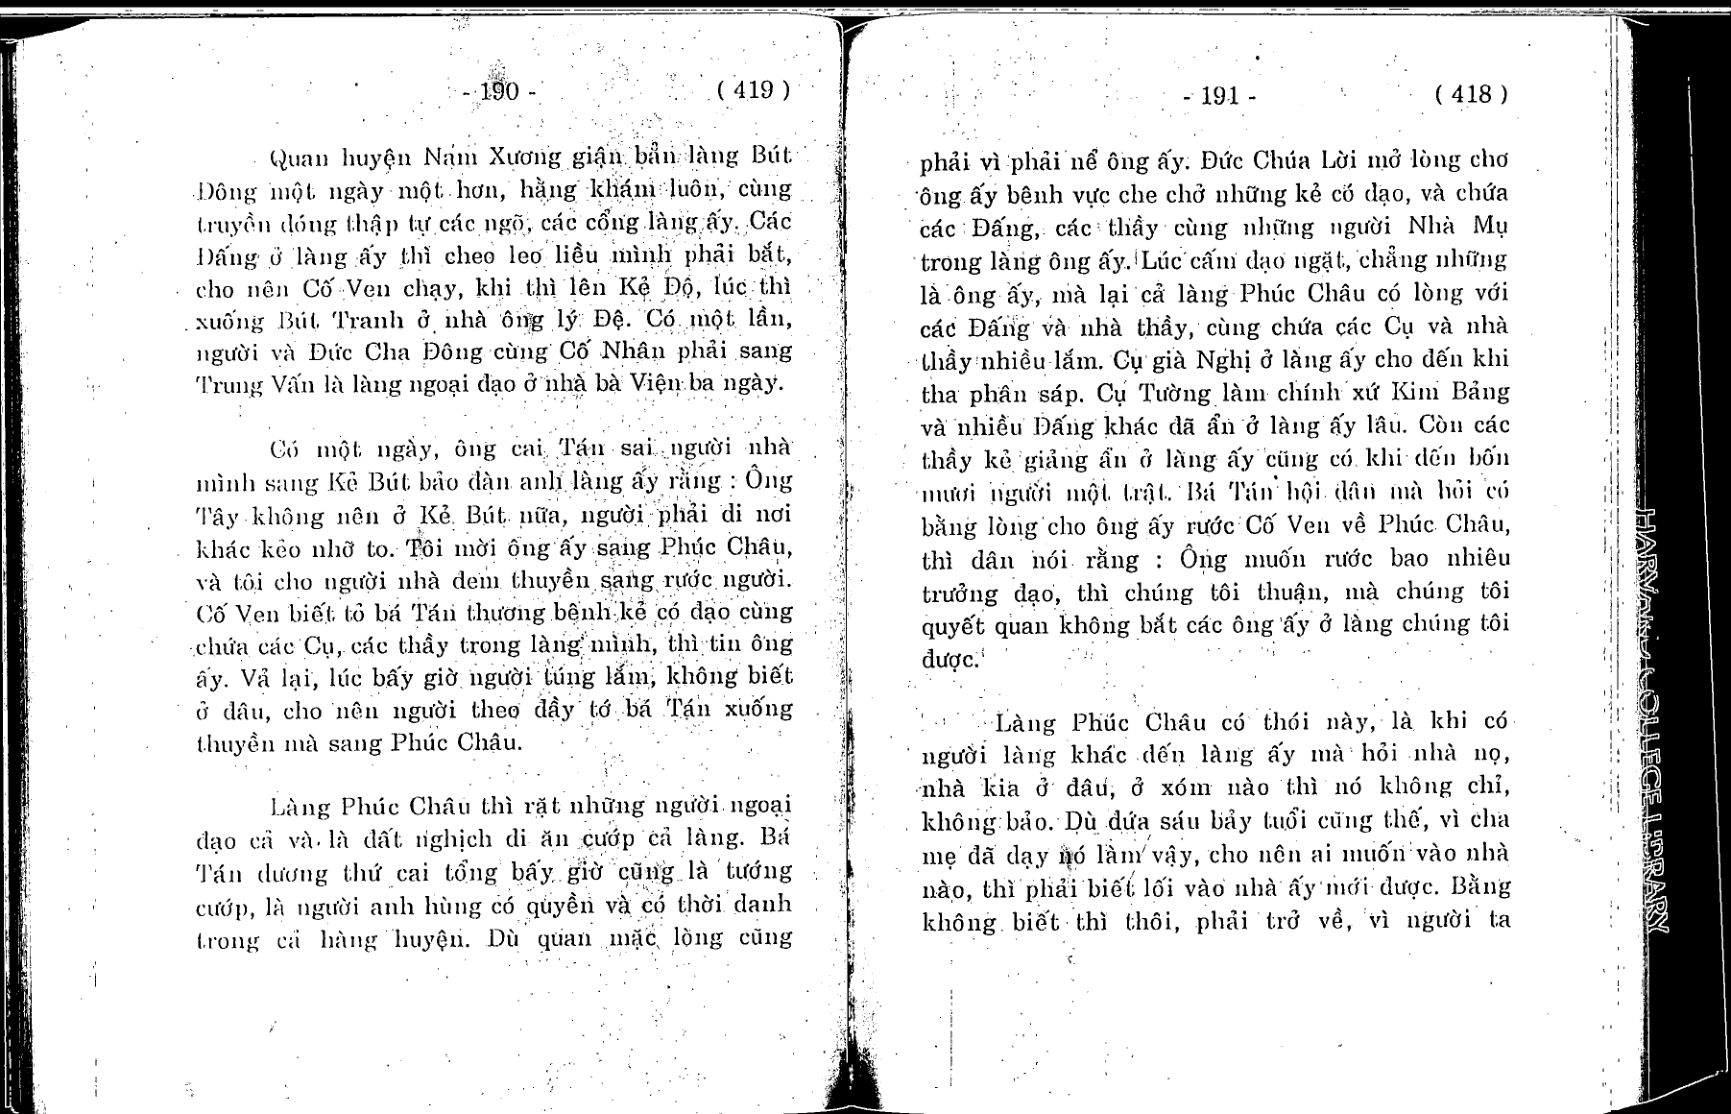 - 190 - ( 419 )
Quan huyện Nam Xương giận bẳn làng Bút
Đông một ngày một hơn, hằng khám luôn, cùng
truyền đóng thập tự các ngõ, các cổng làng ấy. Các
Đấng ở làng ấy thì cheo leo liều mình phải bắt,
cho nên Cố Ven chạy, khi thì lên Kẻ Độ, lúc thì
xuống Bút Tranh ở nhà ông lý Đệ. Có một lần,
người và Đức Cha Đông cùng Cố Nhân phải sang
Trung Vấn là làng ngoại đạo ở nhà bà Viện ba ngày.
Có một ngày, ông cai Tán sai người nhà
mình sang Kẻ Bút bảo đàn anh làng ấy rằng : Ông
Tây không nên ở Kẻ Bút nữa, người phải đi nơi
khác kẻo nhỡ to. Tôi mời ông ấy sang Phúc Châu,
và tôi cho người nhà đem thuyền sang rước người.
Cố Ven biết tỏ bá Tán thương bệnh kẻ có đạo cùng
chứa các Cụ, các thầy trong làng mình, thì tin ông
ấy. Vả lại, lúc bấy giờ người túng lắm, không biết
ở đâu, cho nên người theo đầy tớ bá Tán xuống
thuyền mà sang Phúc Châu.
Làng Phúc Châu thì rặt những người ngoại
đạo cả và là đất nghịch đi ăn cướp cả làng. Bá
Tán đương thứ cai tổng bấy giờ cũng là tướng
cướp, là người anh hùng có quyền và có thời danh
trong cả hàng huyện. Dù quan mặc lòng cũng
- 191 - ( 418 )
phải vì phải nể ông ấy. Đức Chúa Lời mở lòng cho
ông ấy bênh vực che chở những kẻ có đạo, và chứa
các Đấng, các thầy cùng những người Nhà Mụ
trong làng ông ấy. Lúc cấm đạo ngặt, chẳng những
là ông ấy, mà lại cả làng Phúc Châu có lòng với
các Đấng và nhà thầy, cùng chứa các Cụ và nhà
thầy nhiều lắm. Cụ già Nghị ở làng ấy cho đến khi
tha phân sáp. Cụ Tường làm chính xứ Kim Bảng
và nhiều Đấng khác đã ẩn ở làng ấy lâu. Còn các
thầy kẻ giảng ẩn ở làng ấy cũng có khi đến bốn
mươi người một trật. Bá Tán hội dân mà hỏi có
bằng lòng cho ông ấy rước Cố Ven về Phúc Châu,
thì dân nói rằng : Ông muốn rước bao nhiêu
trưởng đạo, thì chúng tôi thuận, mà chúng tôi
quyết quan không bắt các ông ấy ở làng chúng tôi
được.
Làng Phúc Châu có thói này, là khi có
người làng khác đến làng ấy mà hỏi nhà nọ,
nhà kia ở đâu, ở xóm nào thì nó không chỉ,
không bảo. Dù đứa sáu bảy tuổi cũng thế, vì cha
mẹ đã dạy nó làm vậy, cho nên ai muốn vào nhà
nào, thì phải biết lối vào nhà ấy mới được. Bằng
không biết thì thôi, phải trở về, vì người ta
HARVARD COLLEGE LIBRARY